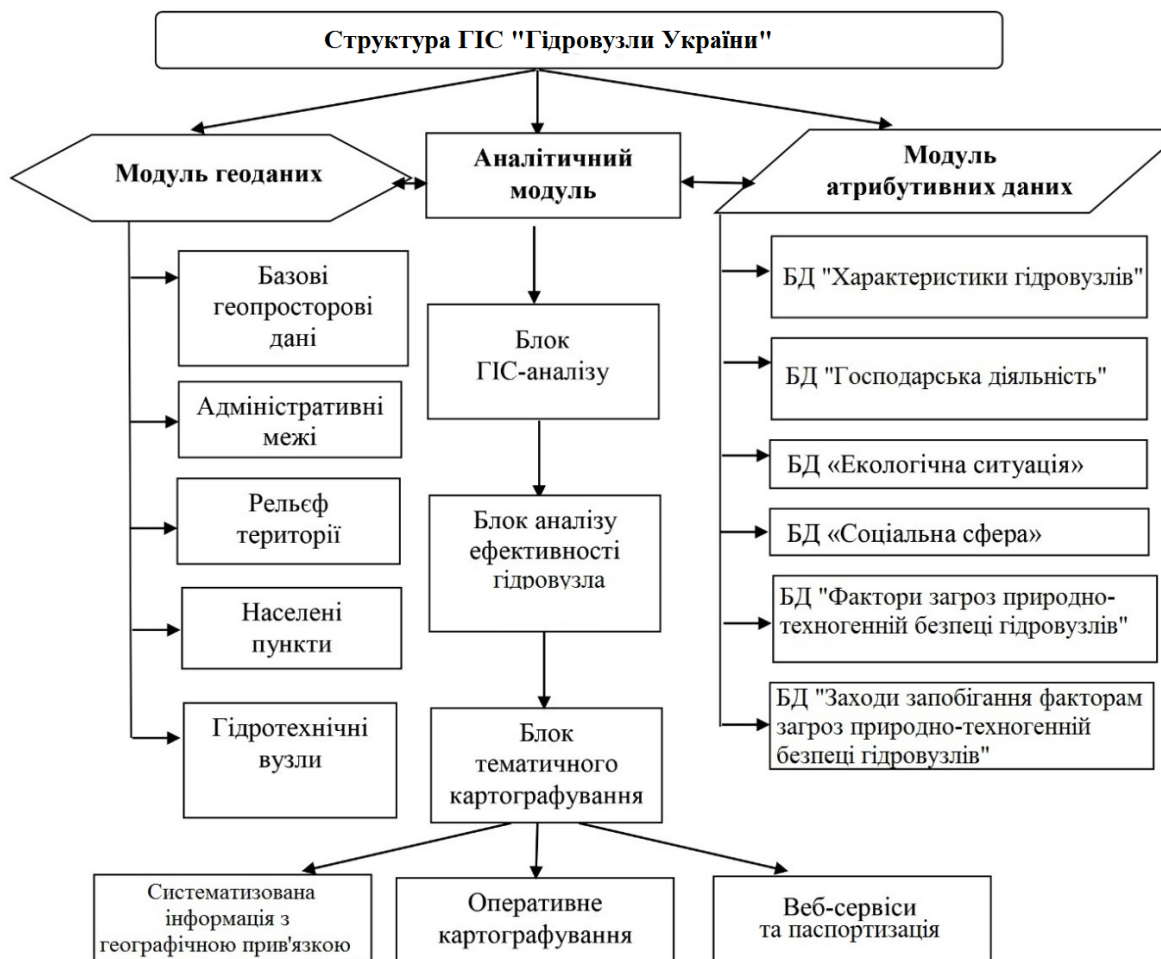 Структура ГІС "Гідровузли України"
Модуль геоданих
Аналітичний
модуль
Модуль
атрибутивних даних
Базові
геопросторові
дані
Адміністративні
межі
Рельєф
території
Населені
пункти
Гідротехнічні
вузли
Блок
ГІС-аналізу
Блок аналізу
ефективності
гідровузла
Блок
тематичного
картографування
БД "Характеристики гідровузлів"
БД "Господарська діяльність"
БД «Екологічна ситуація»
БД «Соціальна сфера»
БД "Фактори загроз природно-
техногенній безпеці гідровузлів"
БД "Заходи запобігання факторам
загроз природно-техногенній
безпеці гідровузлів"
Систематизована
інформація з
географічною прив'язкою
Оперативне
картографування
Веб-сервіси
та паспортизація